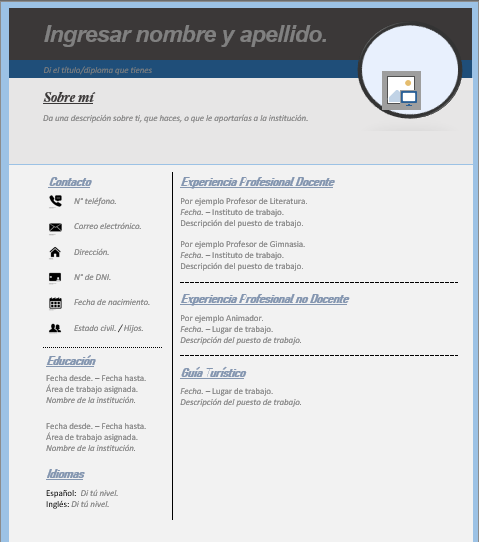 Ingresar nombre y apellido.
Di el título/diploma que tienes
Sobre mí
Da una descripción sobre ti, que haces, o que le aportarías a la institución.
Contacto
N° teléfono.
Correo electrónico.
Dirección.
N° de DNI.
Fecha de nacimiento.
Estado civil. / Hijos.
Educación
Fecha desde. – Fecha hasta.
Área de trabajo asignada.
Nombre de la institución.
Fecha desde. – Fecha hasta.
Área de trabajo asignada.
Nombre de la institución.
Idiomas
Español: Di tú nivel.
Inglés: Di tú nivel.
Experiencia Profesional Docente
Por ejemplo Profesor de Literatura.
Fecha. – Instituto de trabajo.
Descripción del puesto de trabajo.
Por ejemplo Profesor de Gimnasia.
Fecha. – Instituto de trabajo.
Descripción del puesto de trabajo.
Experiencia Profesional no Docente
Por ejemplo Animador.
Fecha. – Lugar de trabajo.
Descripción del puesto de trabajo.
Guía Turístico
Fecha. – Lugar de trabajo.
Descripción del puesto de trabajo.